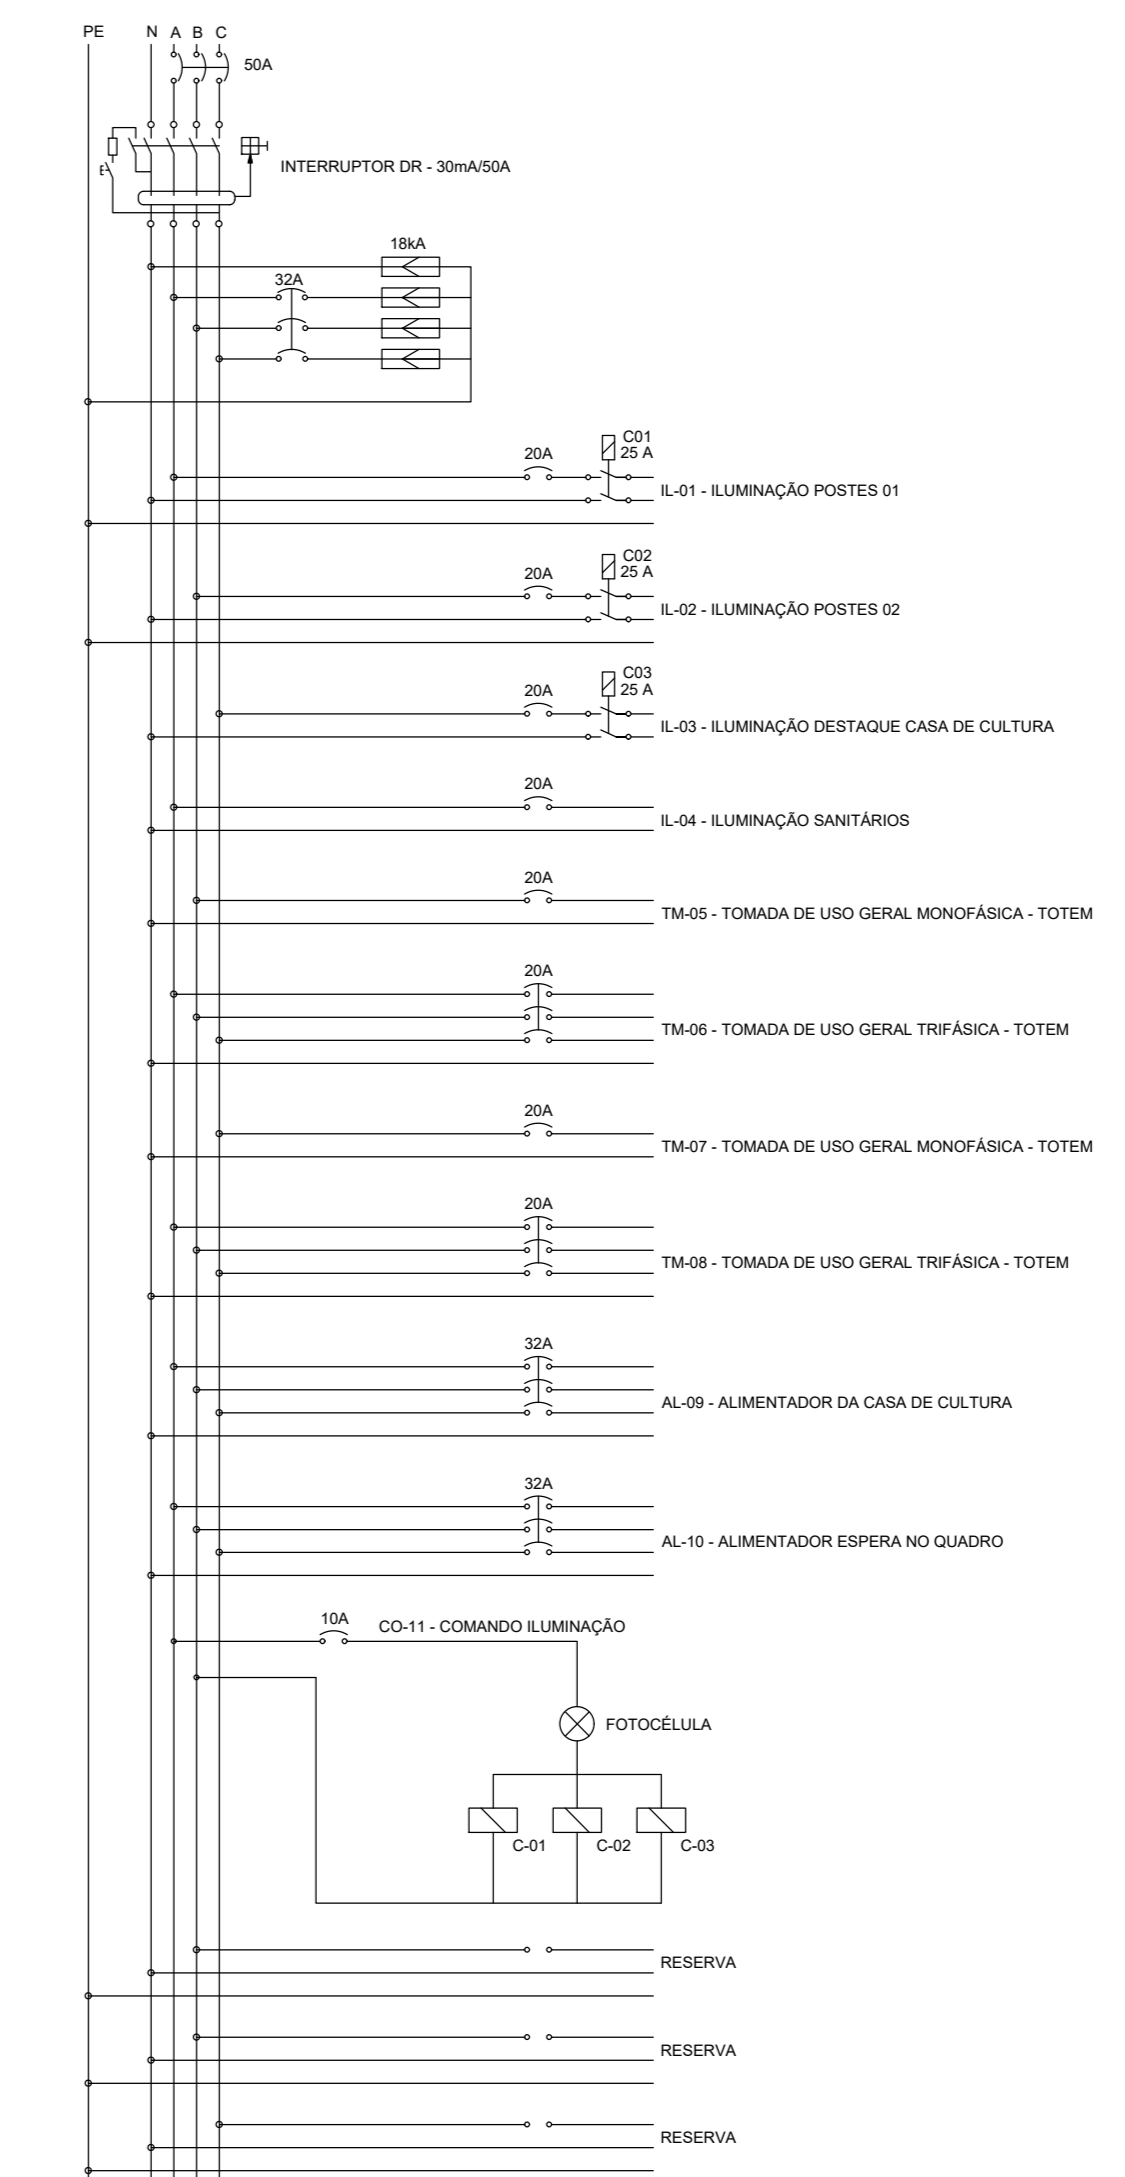 PE N A B C
50A
INTERRUPTOR DR - 30mA/50A
18kA
32A
C01
20A 25 A
IL-01 - ILUMINAÇÃO POSTES 01
C02
20A 25 A
IL-02 - ILUMINAÇÃO POSTES 02
C03
20A 25 A
IL-03 - ILUMINAÇÃO DESTAQUE CASA DE CULTURA
20A
IL-04 - ILUMINAÇÃO SANITÁRIOS
20A
TM-05 - TOMADA DE USO GERAL MONOFÁSICA - TOTEM
20A
TM-06 - TOMADA DE USO GERAL TRIFÁSICA - TOTEM
20A
TM-07 - TOMADA DE USO GERAL MONOFÁSICA - TOTEM
20A
TM-08 - TOMADA DE USO GERAL TRIFÁSICA - TOTEM
32A
AL-09 - ALIMENTADOR DA CASA DE CULTURA
32A
AL-10 - ALIMENTADOR ESPERA NO QUADRO
10A CO-11 - COMANDO ILUMINAÇÃO
FOTOCÉLULA
C-01 C-02 C-03
RESERVA
RESERVA
RESERVA